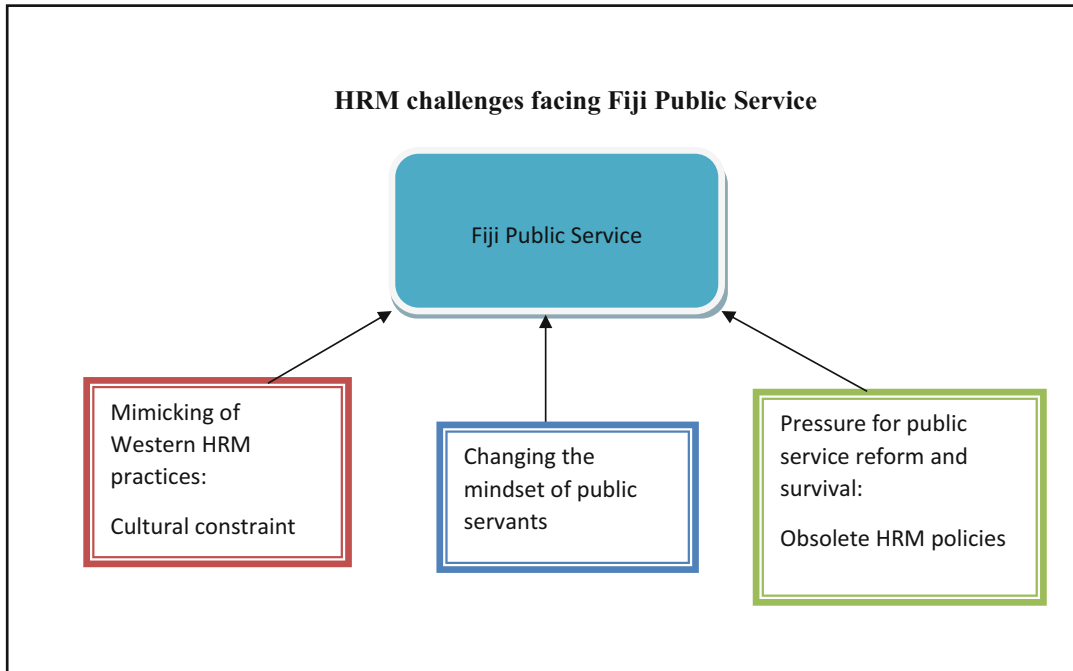 HRM challenges facing Fiji Public Service
Fiji Public Service
Mimicking of
Western HRM
practices:
Cultural constraint
Changing the
mindset of public
servants
Pressure for public
service reform and
survival:
Obsolete HRM policies